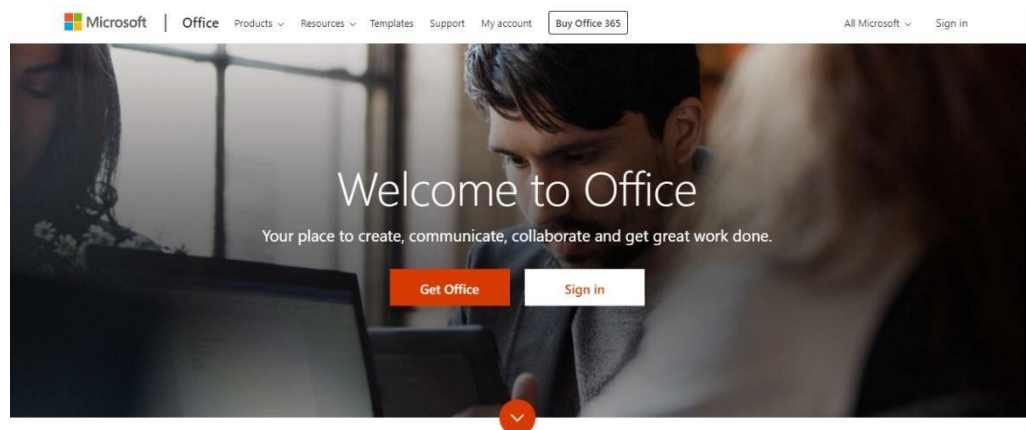 Microsoft | Office Products Resources Templates Support My account Buy Office 365 All Microsoft Sign in
Welcome to Office
Your place to create, communicate, collaborate and get great work done.
Get Office Sign in